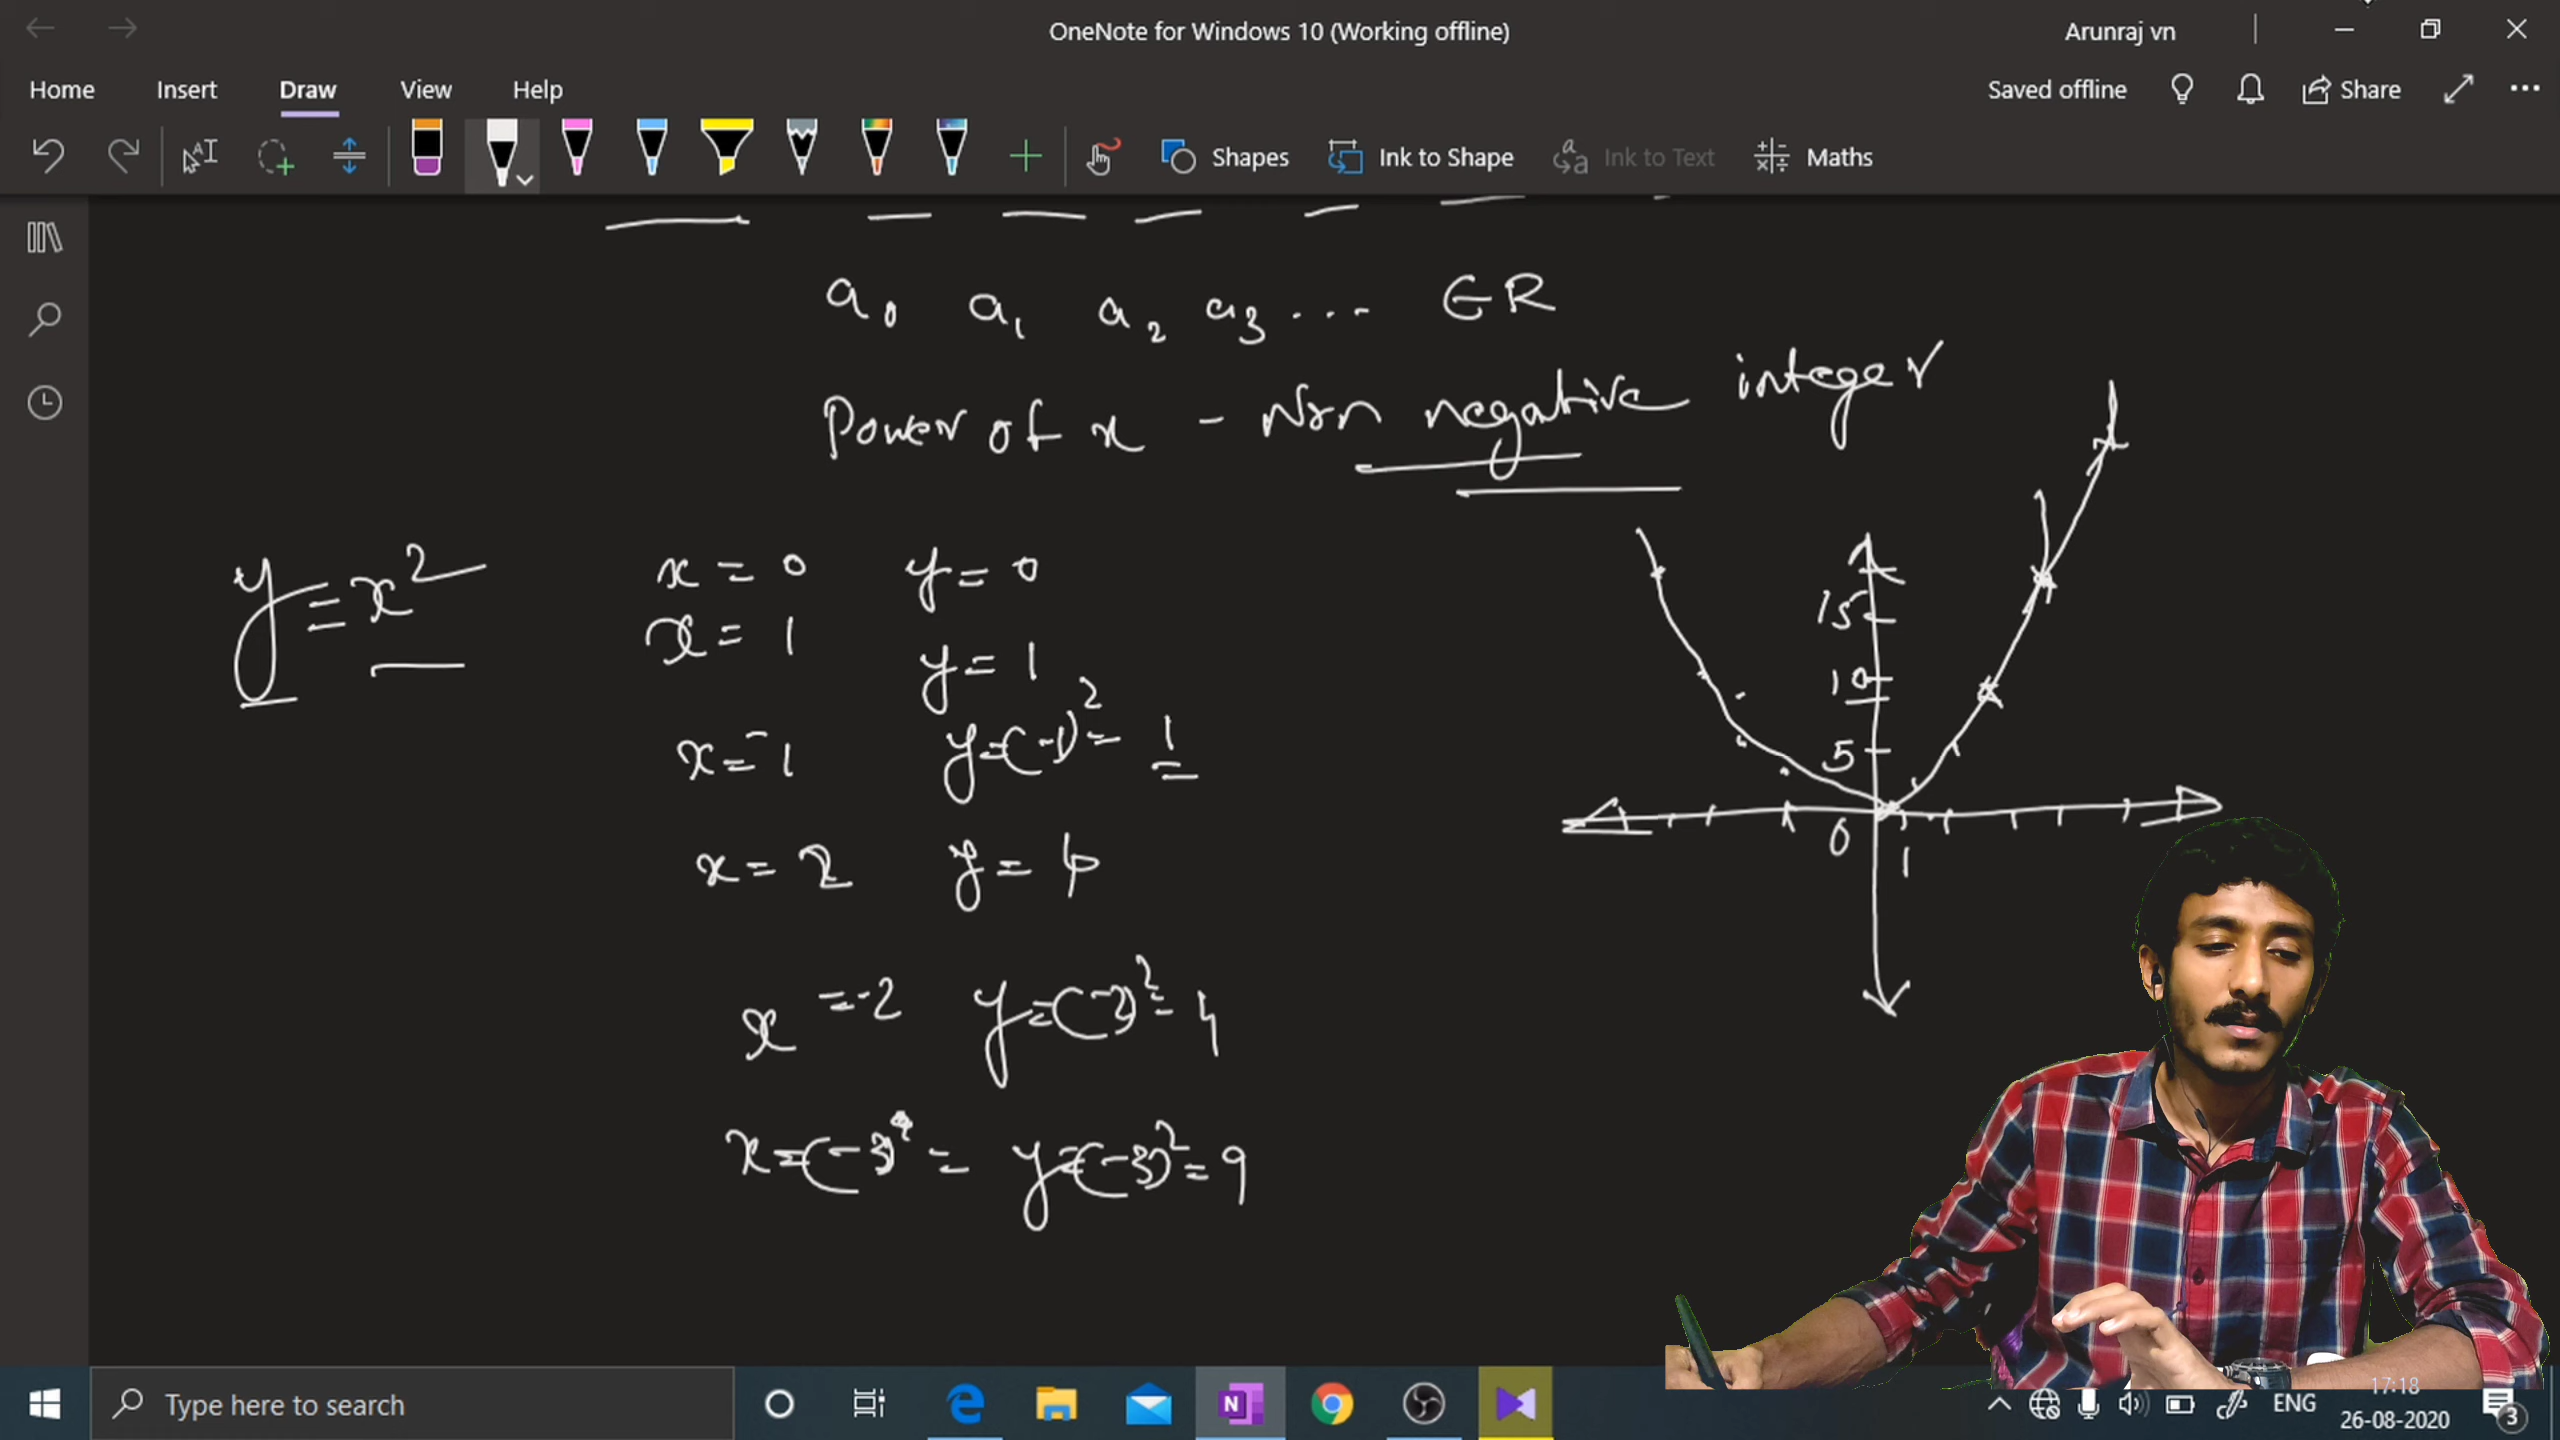 OneNote for Windows 10 (Working offline)
Arunraj vn
Home Insert Draw View Help
Saved offline Share
Shapes Ink to Shape Ink to Text Maths
a₀ a₁ a₂ a₃ ... ∈ R
Power of x - Non negative integer
y = x²
x = 0 y = 0
x = 1 y = 1
x = -1 y = (-1)² = 1
x = 2 y = 4
x = -2 y = (-2)² = 4
x = (-3) = y = (-3)² = 9
15
10
5
0 1
Type here to search
ENG
17:18
26-08-2020
3